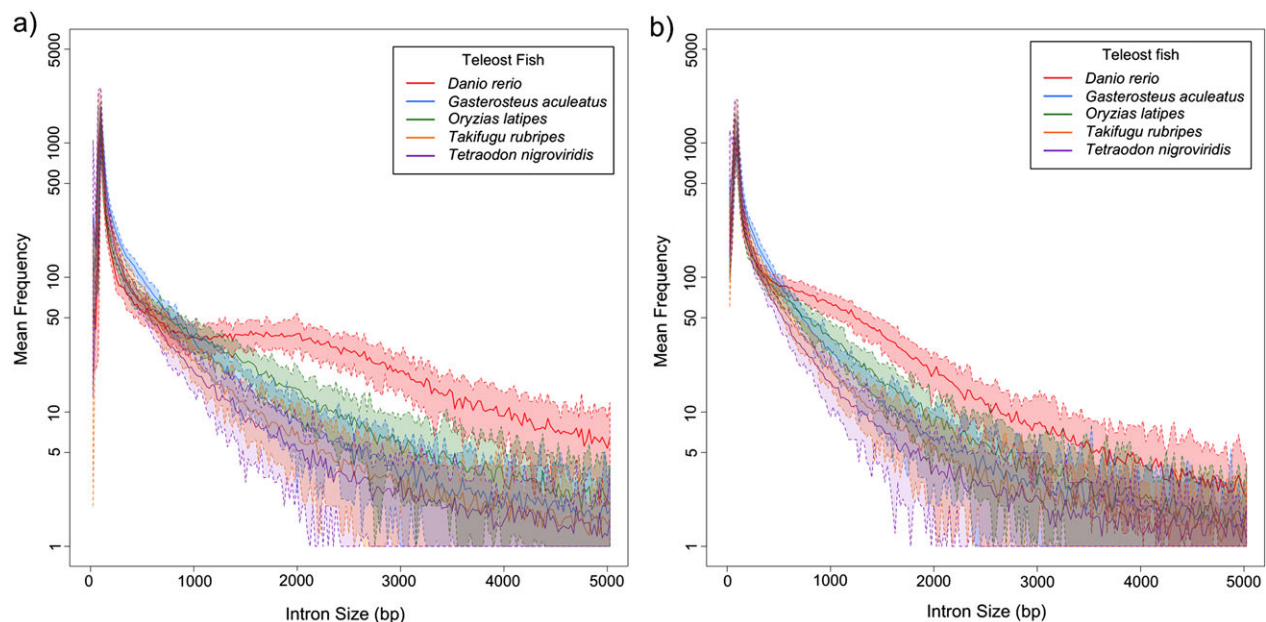 a)
Mean Frequency
5000
1000
500
100
50
10
5
1
Teleost Fish
Danio rerio
Gasterosteus aculeatus
Oryzias latipes
Takifugu rubripes
Tetraodon nigroviridis
0 1000 2000 3000 4000 5000
Intron Size (bp)
b)
Mean Frequency
5000
1000
500
100
50
10
5
1
Teleost fish
Danio rerio
Gasterosteus aculeatus
Oryzias latipes
Takifugu rubripes
Tetraodon nigroviridis
0 1000 2000 3000 4000 5000
Intron Size (bp)